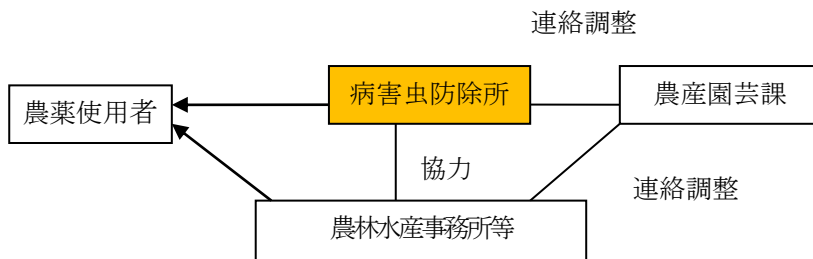 連絡調整
病害虫防除所
農産園芸課
農薬使用者
協力
連絡調整
農林水産事務所等